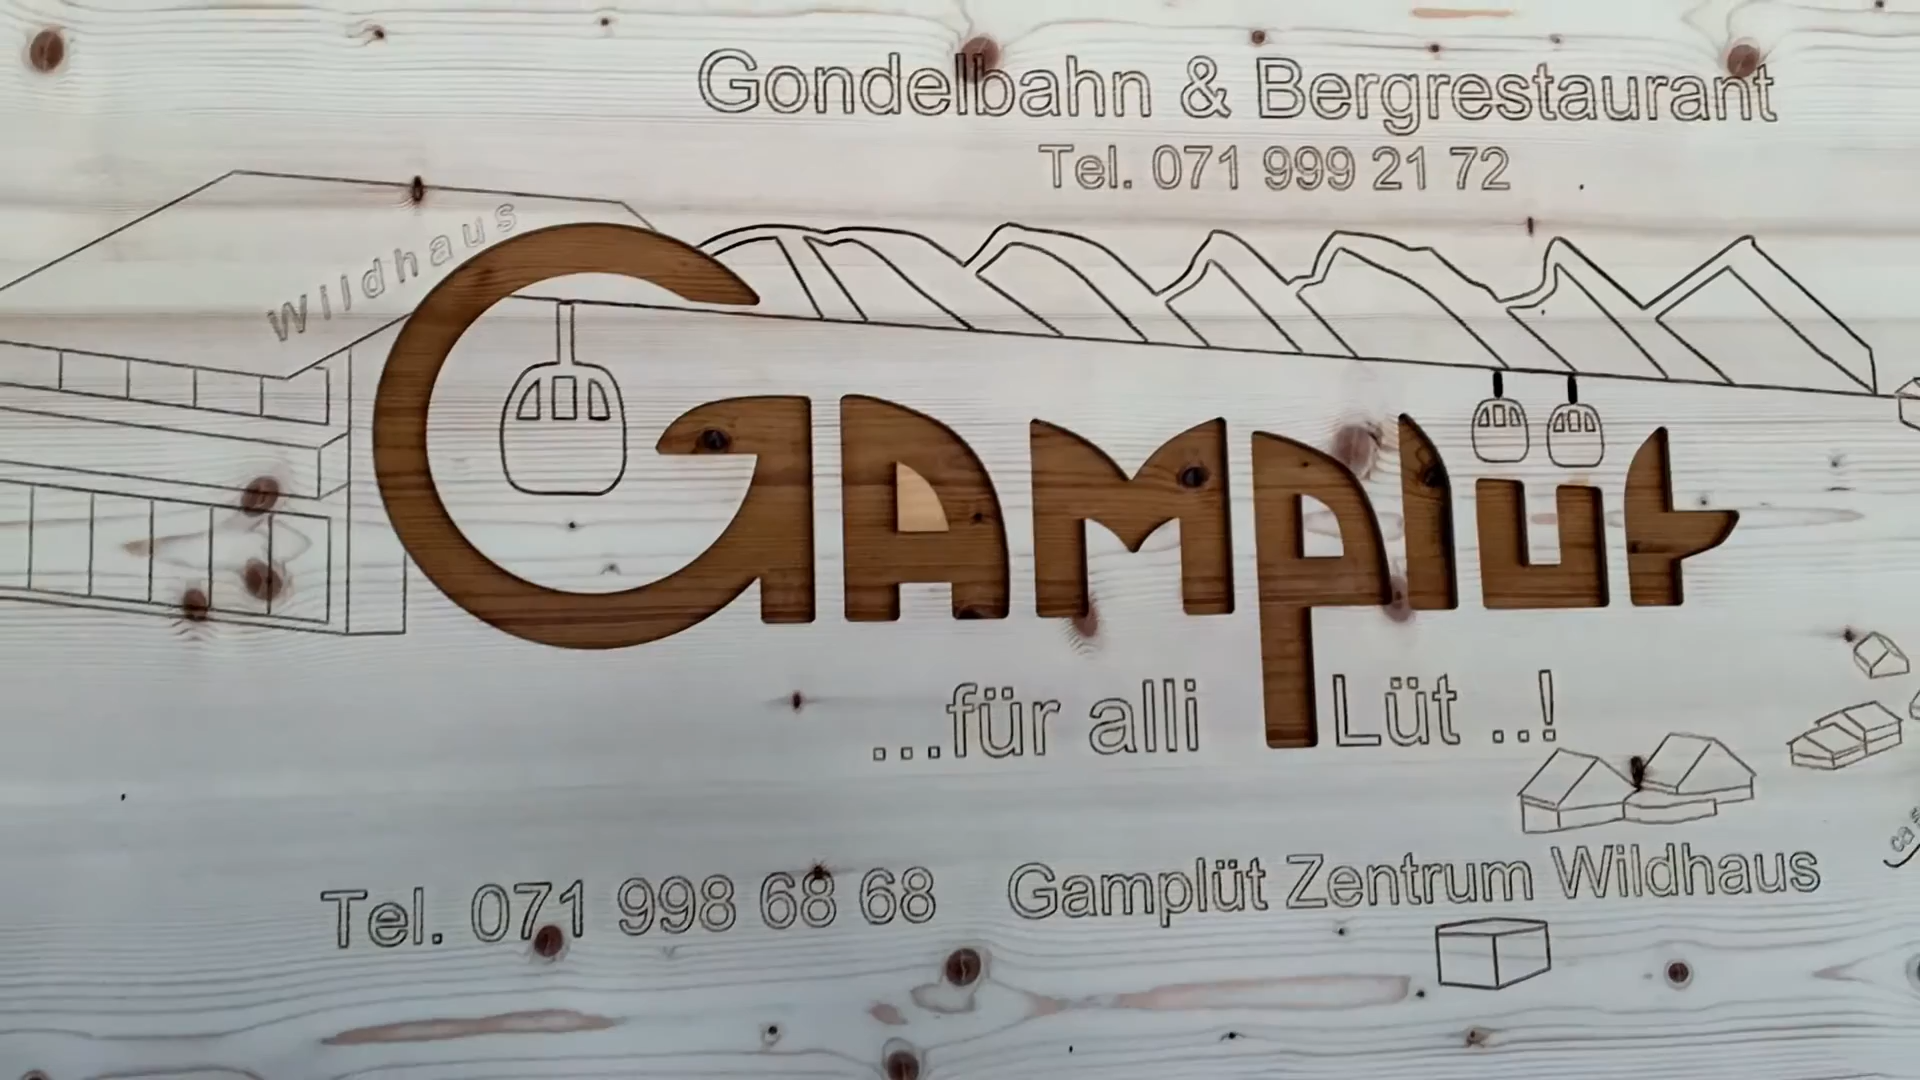 Gondelbahn & Bergrestaurant
Tel. 071 999 21 72
Wildhaus
Gamplüt
...für alli Lüt ..!
Tel. 071 998 68 68 Gamplüt Zentrum Wildhaus